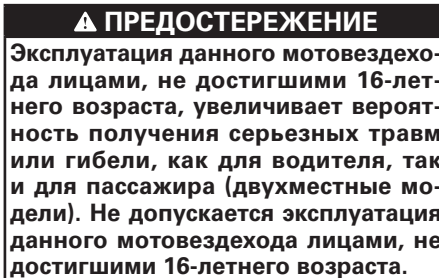 ПРЕДОСТЕРЕЖЕНИЕ
Эксплуатация данного мотовездехо-
да лицами, не достигшими 16-лет-
него возраста, увеличивает вероят-
ность получения серьезных травм
или гибели, как для водителя, так
и для пассажира (двухместные мо-
дели). Не допускается эксплуатация
данного мотовездехода лицами, не
достигшими 16-летнего возраста.